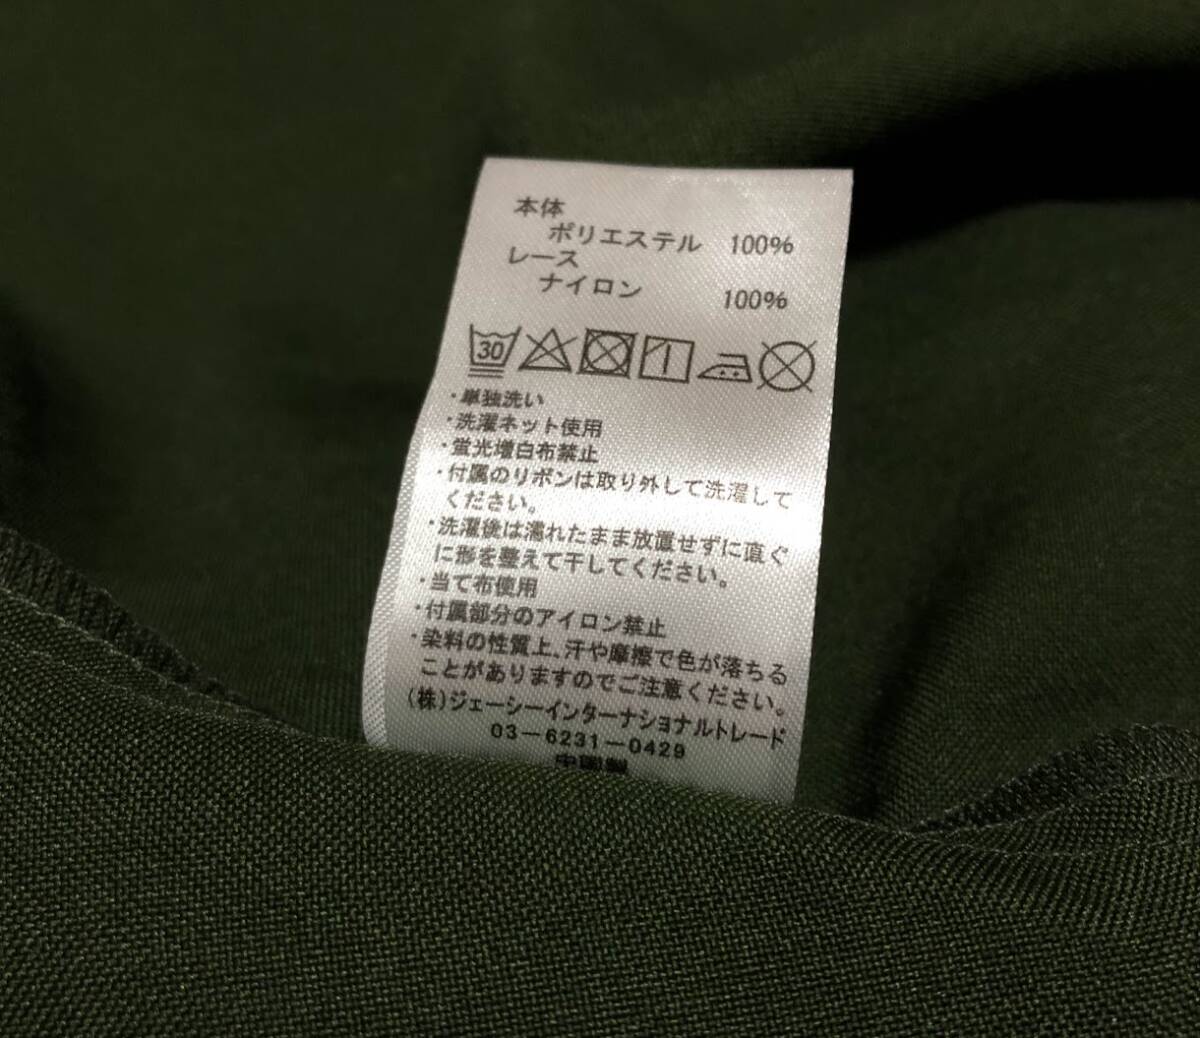 本体
ポリエステル 100%
レース
ナイロン 100%
30
・単独洗い
・洗濯ネット使用
・蛍光増白布禁止
・付属のリボンは取り外して洗濯して
ください。
・洗濯後は濡れたまま放置せずに直ぐ
に形を整えて干してください。
・当て布使用
・付属部分のアイロン禁止
・染料の性質上、汗や摩擦で色が落ちる
ことがありますのでご注意ください。
(株)ジェーシーインターナショナルトレード
03-6231-0429
中国製